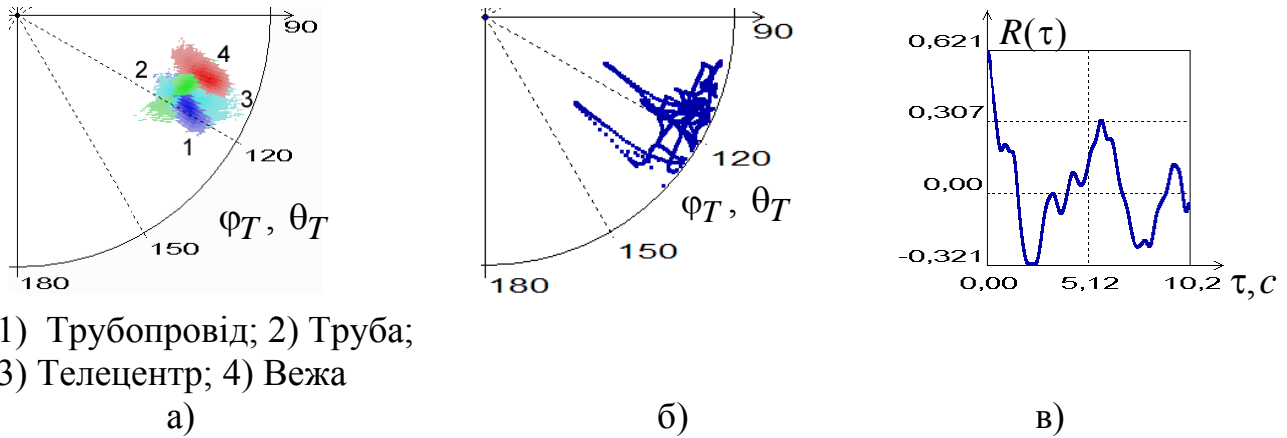 90
120
150
180
1
2
3
4
φT , θT
90
120
150
180
φT , θT
R(τ)
0,621
0,307
0,00
-0,321
0,00 5,12 10,2 τ,c
1) Трубопровід; 2) Труба;
3) Телецентр; 4) Вежа
а) б) в)